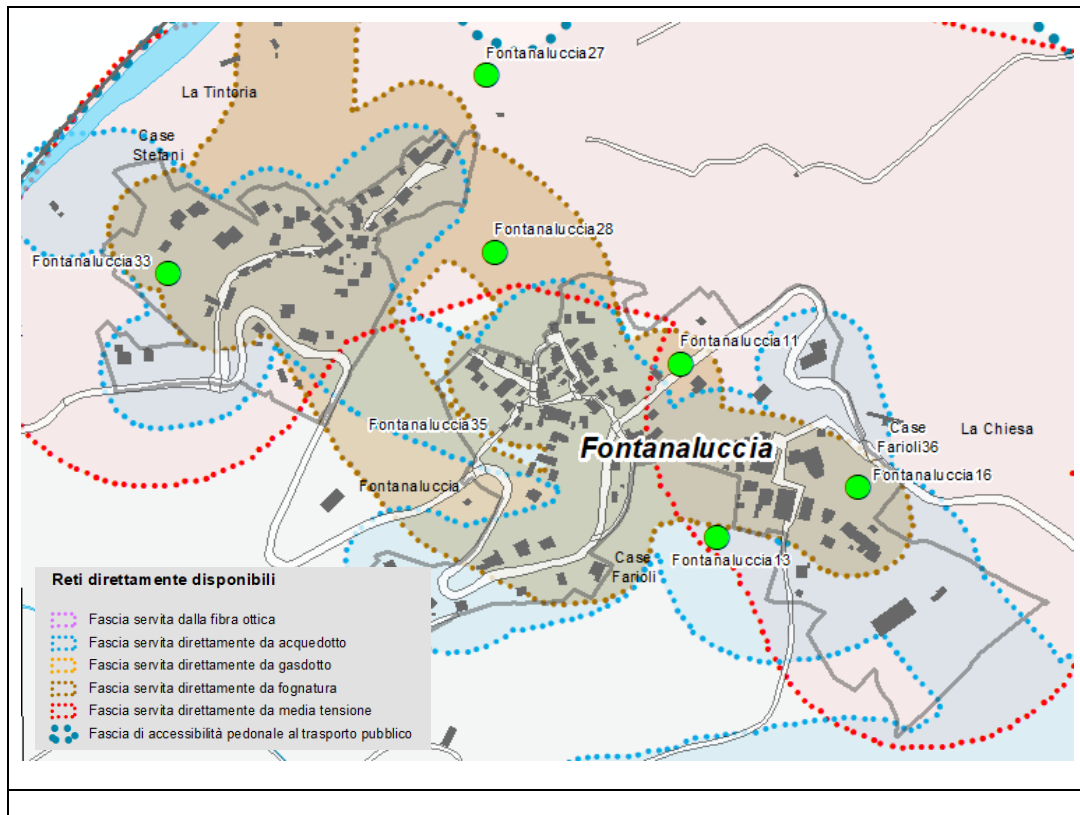 Fontanaluccia27
La Tintoria
Case
Stefani
Fontanaluccia28
Fontanaluccia33
Fontanaluccia11
Fontanaluccia35
Case
Farioli36
La Chiesa
Fontanaluccia
Fontanaluccia16
Fontanaluccia
Case
Farioli
Fontanaluccia13
Reti direttamente disponibili
Fascia servita dalla fibra ottica
Fascia servita direttamente da acquedotto
Fascia servita direttamente da gasdotto
Fascia servita direttamente da fognatura
Fascia servita direttamente da media tensione
Fascia di accessibilità pedonale al trasporto pubblico